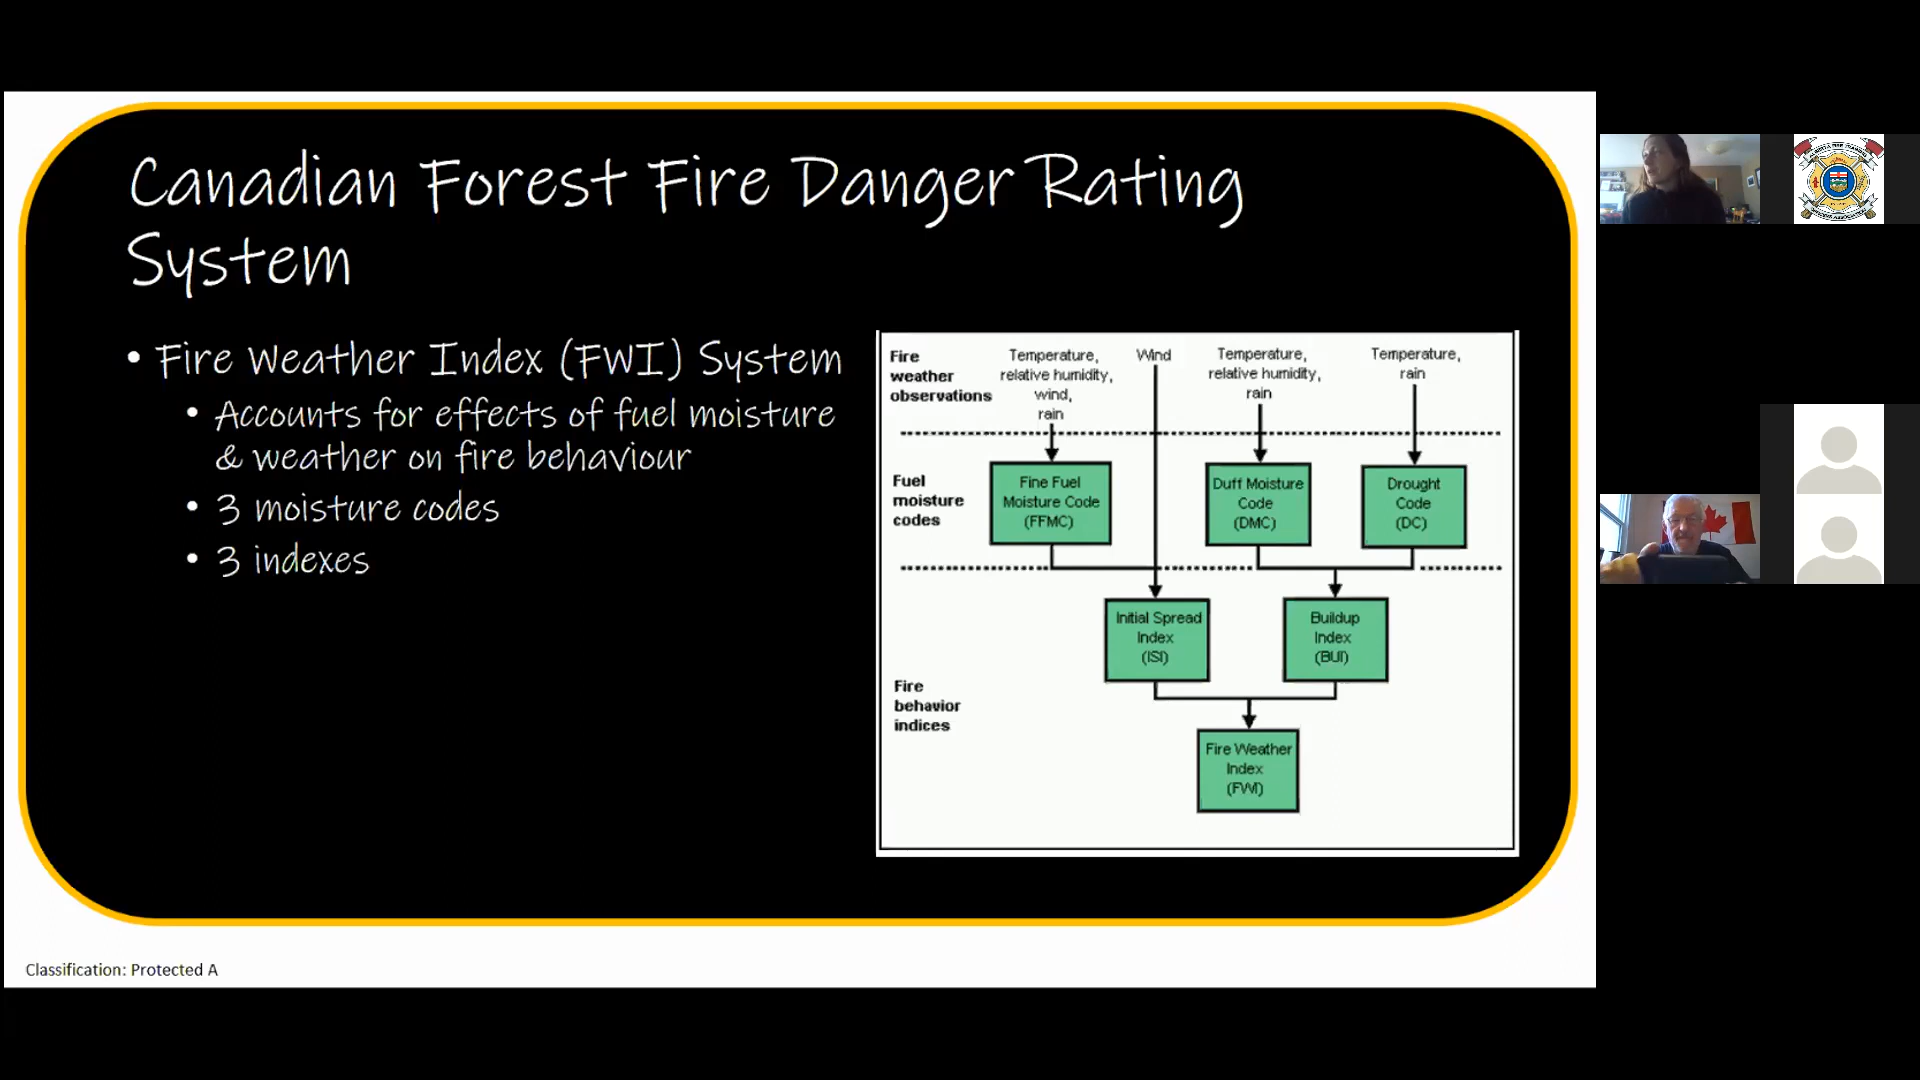 Canadian Forest Fire Danger Rating
System
• Fire Weather Index (FWI) System
• Accounts for effects of fuel moisture
& weather on fire behaviour
• 3 moisture codes
• 3 indexes
Fire
weather
observations
Temperature,
relative humidity,
wind,
rain
Wind
Temperature,
relative humidity,
rain
Temperature,
rain
Fuel
moisture
codes
Fine Fuel
Moisture Code
(FFMC)
Duff Moisture
Code
(DMC)
Drought
Code
(DC)
Initial Spread
Index
(ISI)
Buildup
Index
(BUI)
Fire
behavior
indices
Fire Weather
Index
(FWI)
Classification: Protected A